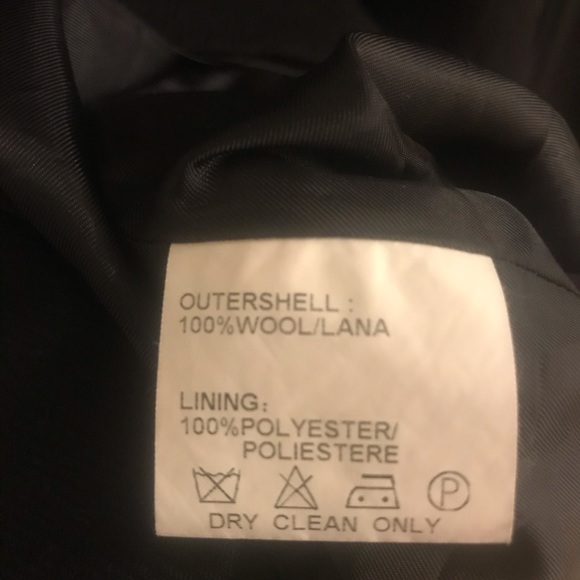 OUTERSHELL :
100%WOOL/LANA
LINING:
100%POLYESTER/
POLIESTERE
P
DRY CLEAN ONLY